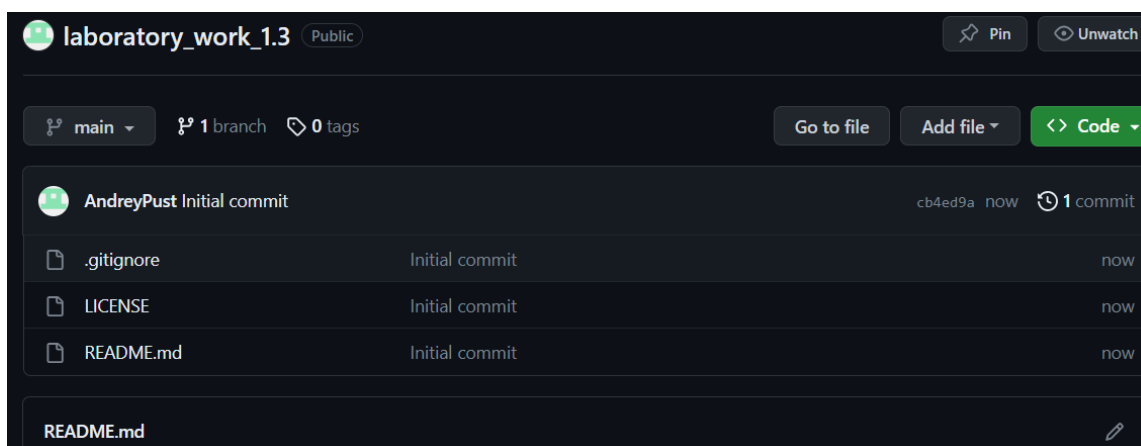 laboratory_work_1.3 Public Pin Unwatch
main 1 branch 0 tags Go to file Add file <> Code
AndreyPust Initial commit cb4ed9a now 1 commit
.gitignore Initial commit now
LICENSE Initial commit now
README.md Initial commit now
README.md